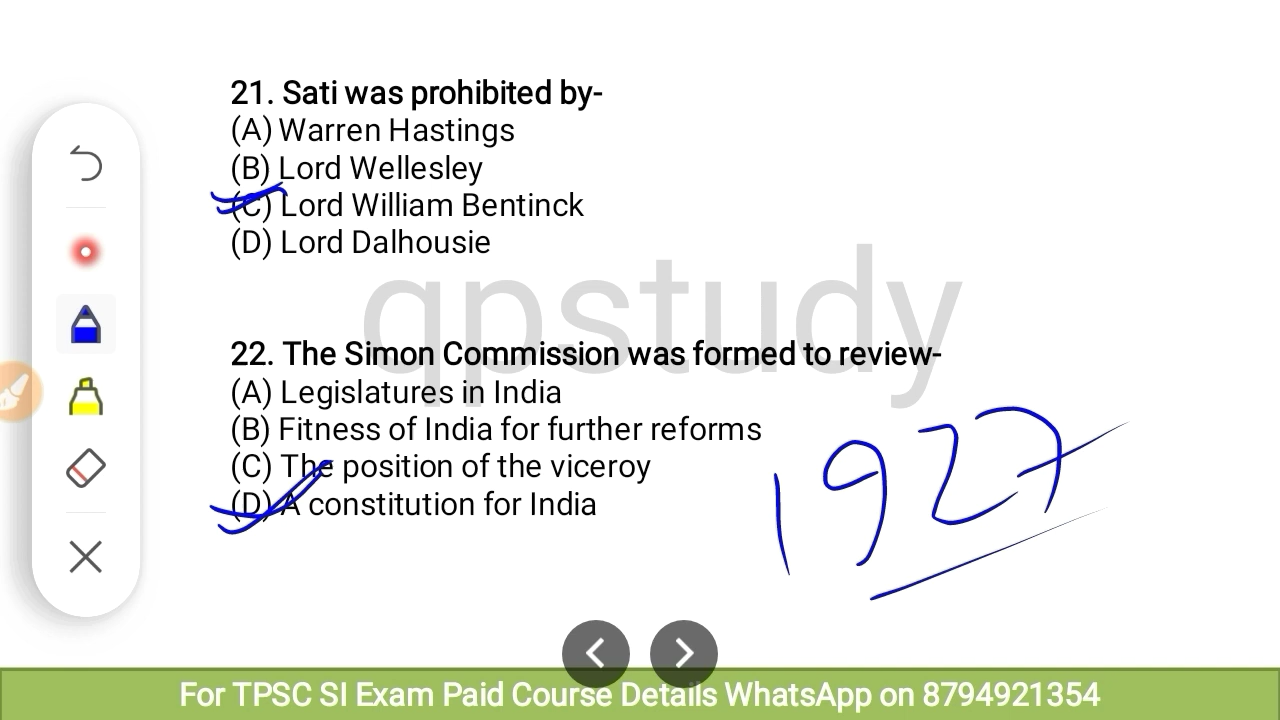 21. Sati was prohibited by-
(A) Warren Hastings
(B) Lord Wellesley
(C) Lord William Bentinck
(D) Lord Dalhousie
qpstudy
22. The Simon Commission was formed to review-
(A) Legislatures in India
(B) Fitness of India for further reforms
(C) The position of the viceroy
(D) A constitution for India
1927
For TPSC SI Exam Paid Course Details WhatsApp on 8794921354